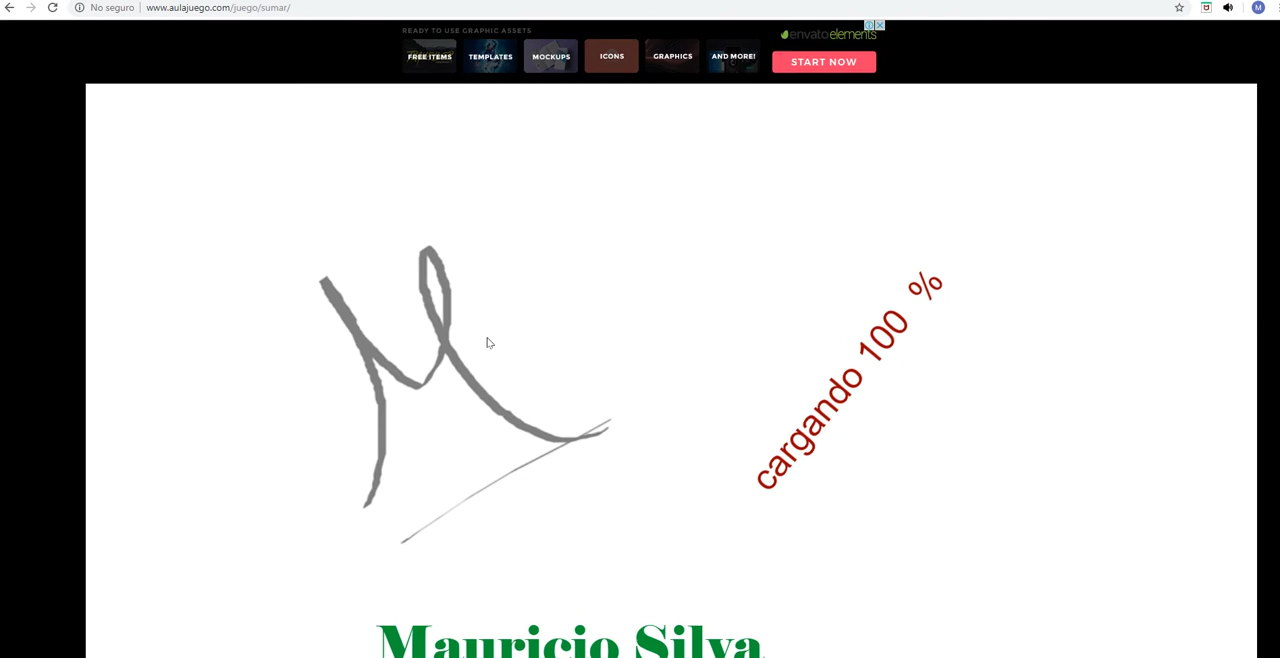 No seguro
www.aulajuego.com/juego/sumar/
M
READY TO USE GRAPHIC ASSETS
envatoelements
FREE ITEMS
TEMPLATES
MOCKUPS
ICONS
GRAPHICS
AND MORE!
START NOW
cargando 100 %
Mauricio Silva